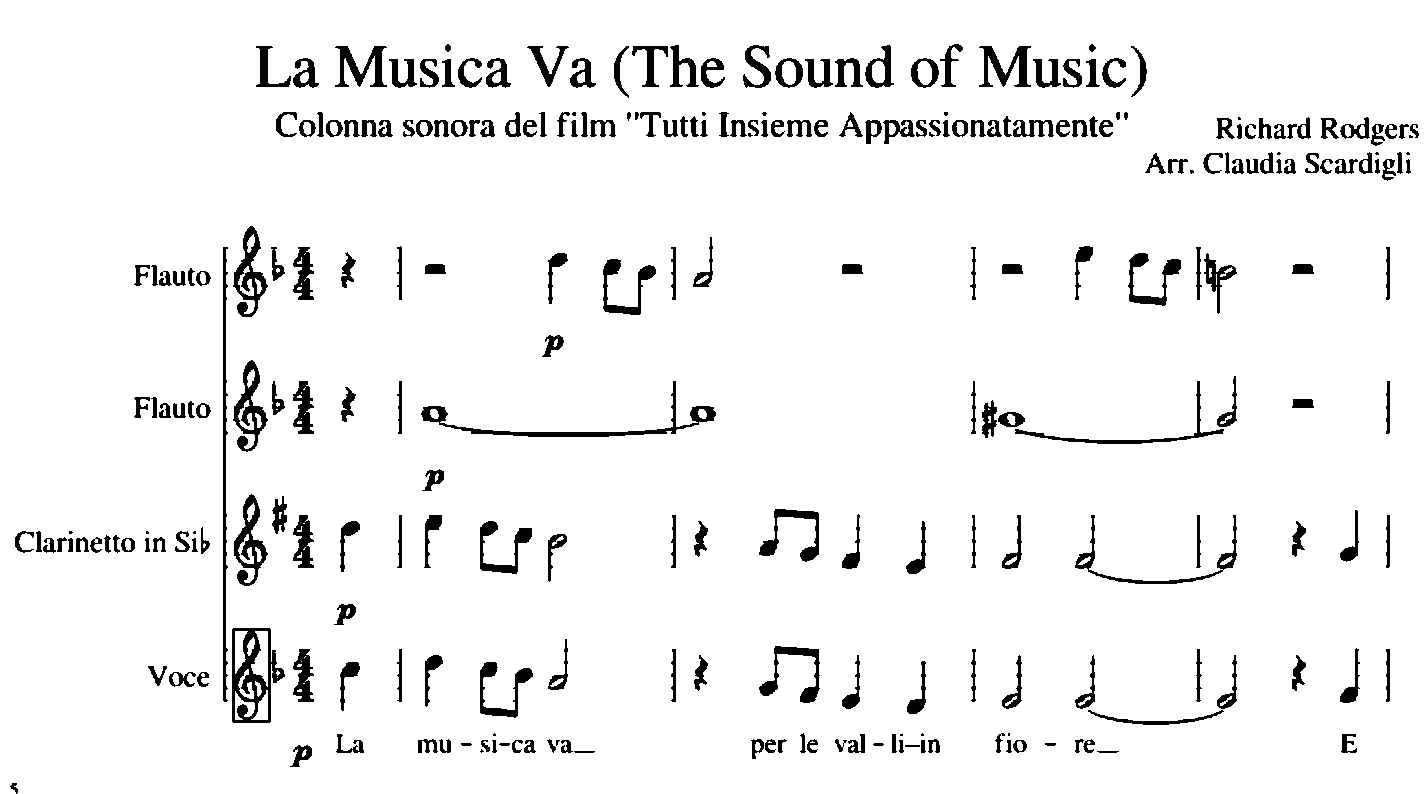 La Musica Va (The Sound of Music)
Colonna sonora del film "Tutti Insieme Appassionatamente"
Richard Rodgers
Arr. Claudia Scardigli
Flauto
p
Flauto
p
Clarinetto in Si♭
p
Voce
p La mu - si-ca va_ per le val-li-in fio - re_ E
5